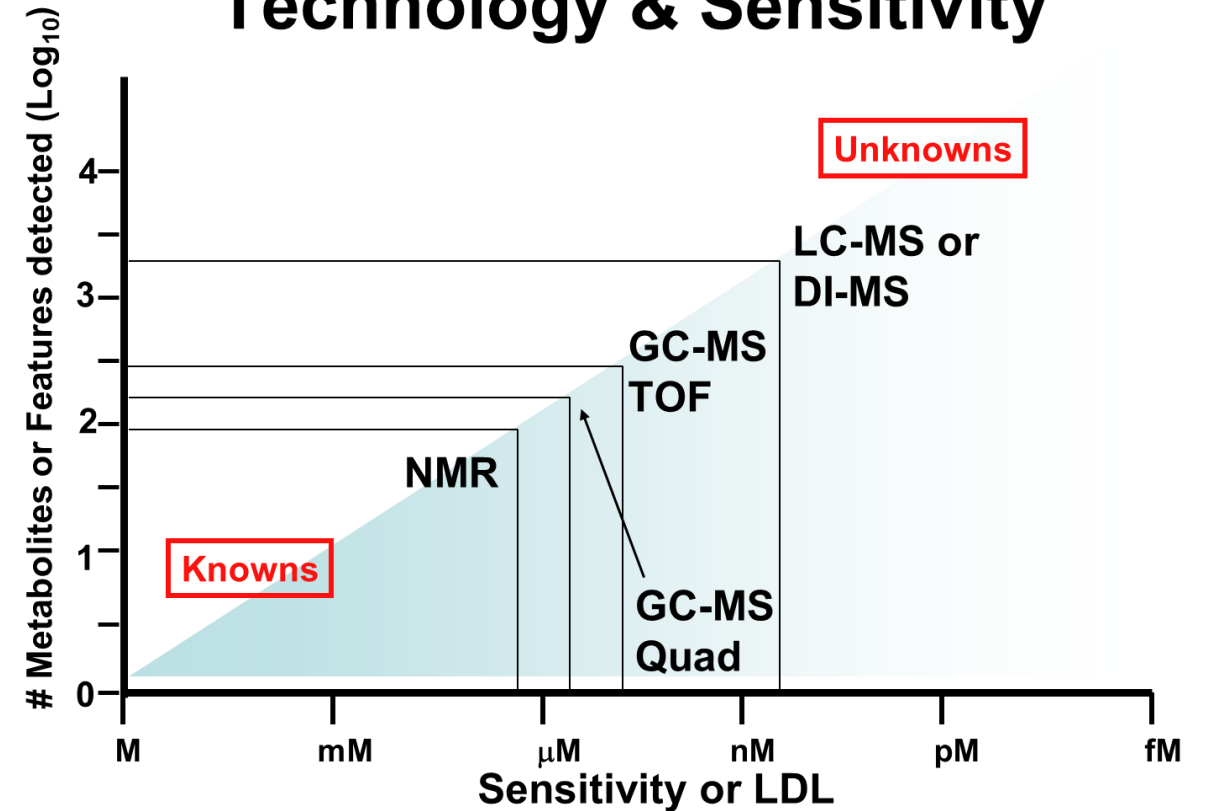 Technology & Sensitivity
# Metabolites or Features detected (Log10)
4
3
2
1
0
Unknowns
LC-MS or
DI-MS
GC-MS
TOF
NMR
Knowns
GC-MS
Quad
M mM μM nM pM fM
Sensitivity or LDL